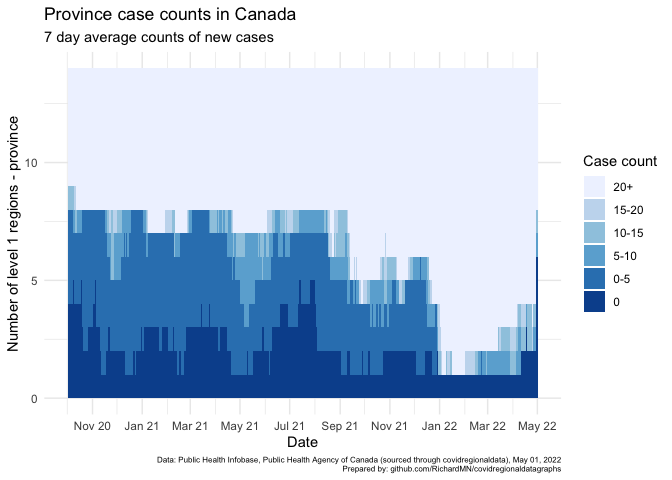 Province case counts in Canada
7 day average counts of new cases
Number of level 1 regions - province
10
5
0
Nov 20 Jan 21 Mar 21 May 21 Jul 21 Sep 21 Nov 21 Jan 22 Mar 22 May 22
Date
Case count
20+
15-20
10-15
5-10
0-5
0
Data: Public Health Infobase, Public Health Agency of Canada (sourced through covidregionaldata), May 01, 2022
Prepared by: github.com/RichardMN/covidregionaldatagraphs